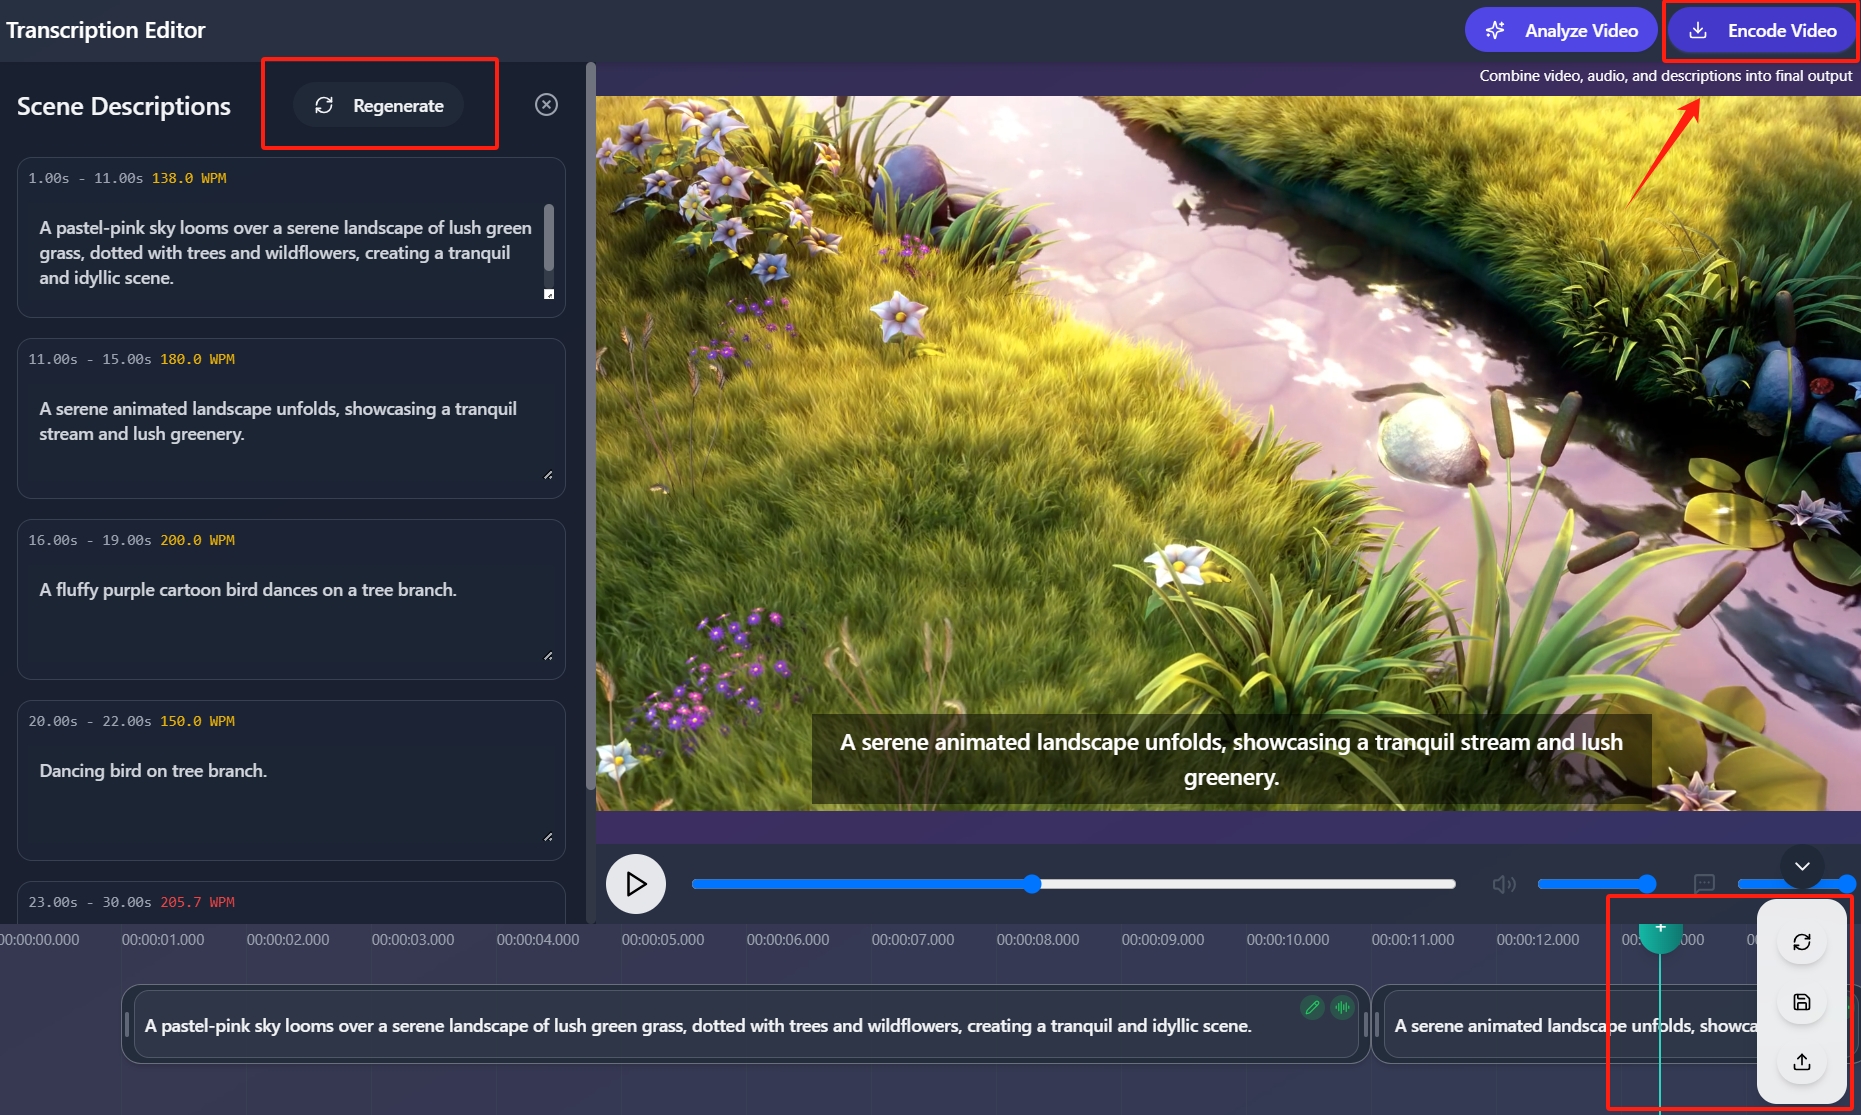 Transcription Editor
Analyze Video
Encode Video
Combine video, audio, and descriptions into final output
Scene Descriptions
Regenerate
1.00s - 11.00s 138.0 WPM
A pastel-pink sky looms over a serene landscape of lush green
grass, dotted with trees and wildflowers, creating a tranquil
and idyllic scene.
11.00s - 15.00s 180.0 WPM
A serene animated landscape unfolds, showcasing a tranquil
stream and lush greenery.
16.00s - 19.00s 200.0 WPM
A fluffy purple cartoon bird dances on a tree branch.
20.00s - 22.00s 150.0 WPM
Dancing bird on tree branch.
23.00s - 30.00s 205.7 WPM
A serene animated landscape unfolds, showcasing a tranquil stream and lush
greenery.
00:00:00.000 00:00:01.000 00:00:02.000 00:00:03.000 00:00:04.000 00:00:05.000 00:00:06.000 00:00:07.000 00:00:08.000 00:00:09.000 00:00:10.000 00:00:11.000 00:00:12.000
A pastel-pink sky looms over a serene landscape of lush green grass, dotted with trees and wildflowers, creating a tranquil and idyllic scene.
A serene animated landscape unfolds, showca